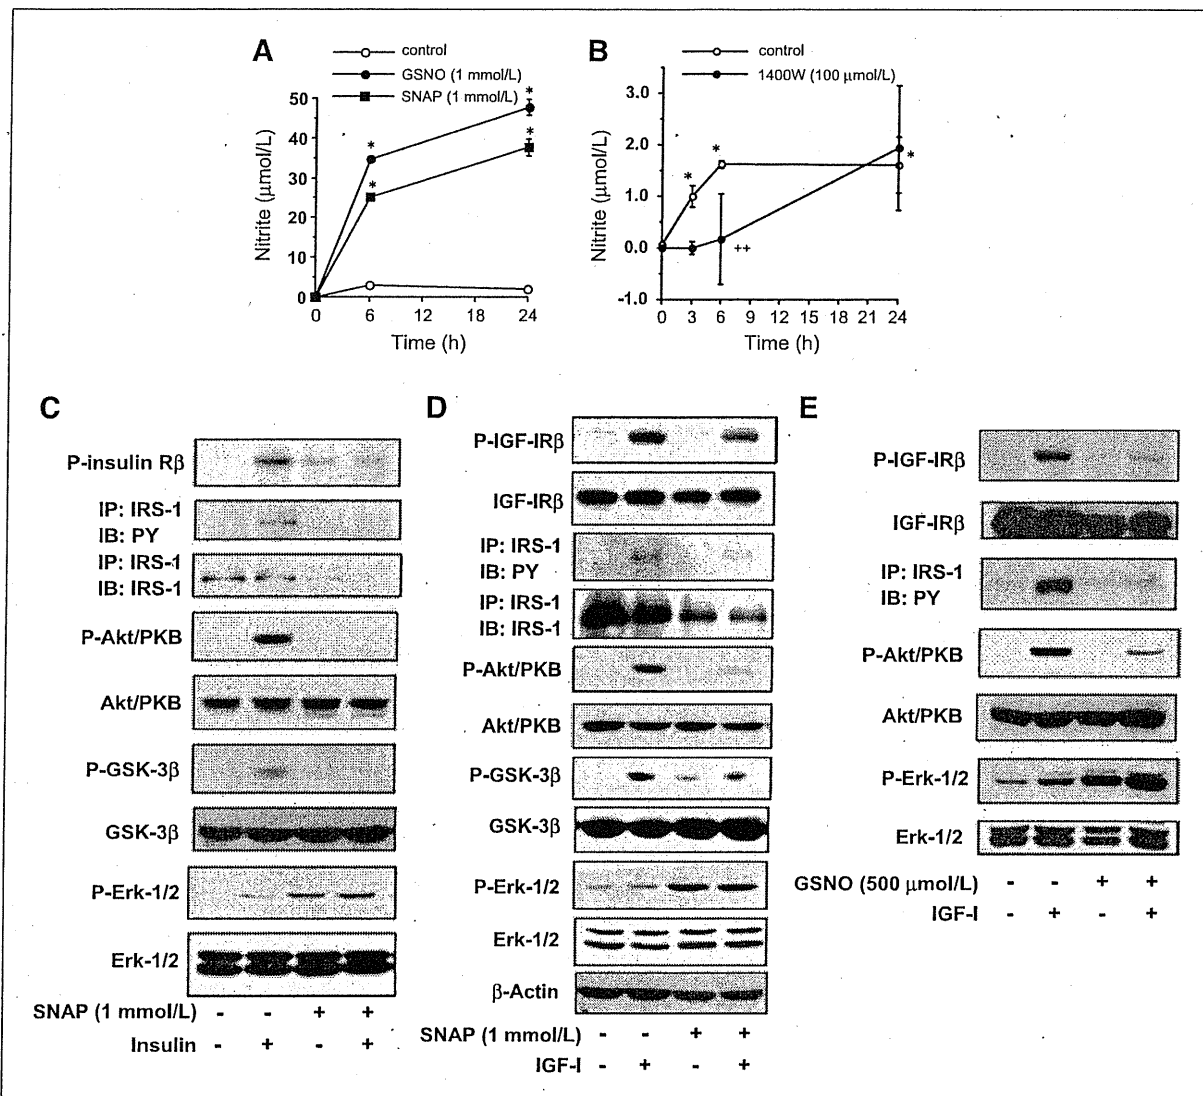 A
control
GSNO (1 mmol/L)
SNAP (1 mmol/L)
50
40
30
20
10
0
Nitrite (μmol/L)
*
*
*
*
0
6
12
18
24
Time (h)
B
control
1400W (100 μmol/L)
3.0
2.0
1.0
0.0
-1.0
Nitrite (μmol/L)
*
*
*
++
0
3
6
9
12
15
18
21
24
Time (h)
C
P-insulin Rβ
IP: IRS-1
IB: PY
IP: IRS-1
IB: IRS-1
P-Akt/PKB
Akt/PKB
P-GSK-3β
GSK-3β
P-Erk-1/2
Erk-1/2
SNAP (1 mmol/L) - - + +
Insulin - + - +
D
P-IGF-IRβ
IGF-IRβ
IP: IRS-1
IB: PY
IP: IRS-1
IB: IRS-1
P-Akt/PKB
Akt/PKB
P-GSK-3β
GSK-3β
P-Erk-1/2
Erk-1/2
β-Actin
SNAP (1 mmol/L) - - + +
IGF-I - + - +
E
P-IGF-IRβ
IGF-IRβ
IP: IRS-1
IB: PY
P-Akt/PKB
Akt/PKB
P-Erk-1/2
Erk-1/2
GSNO (500 μmol/L) - - + +
IGF-I - + - +